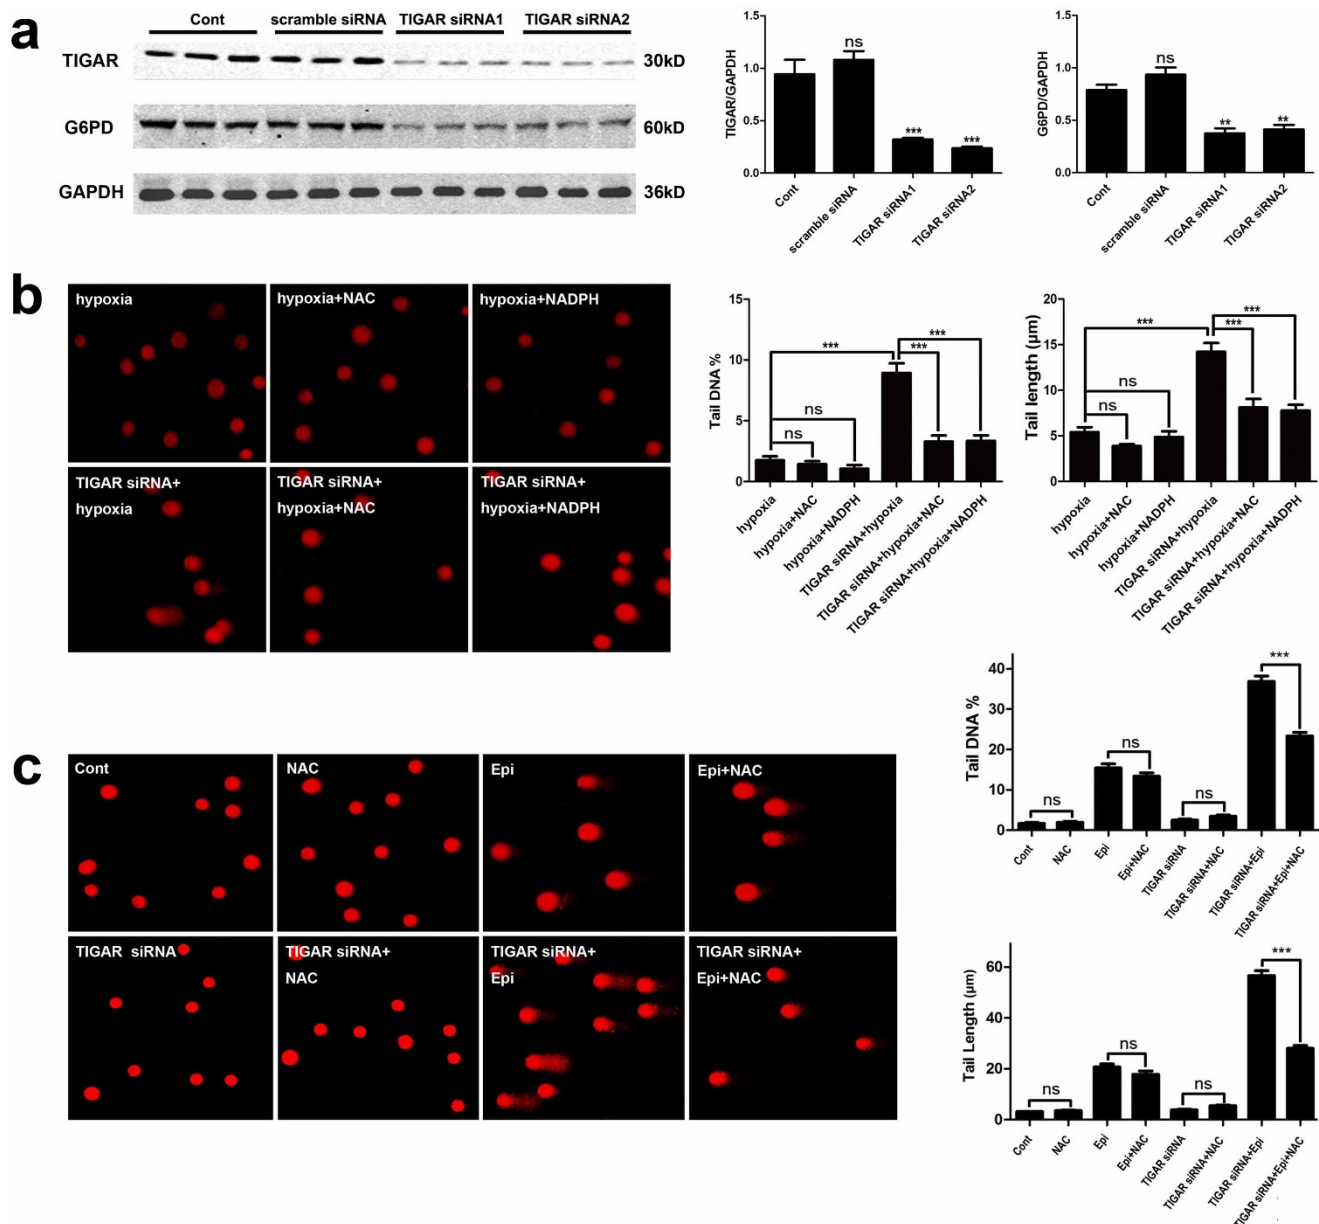 a
Cont
scramble siRNA
TIGAR siRNA1
TIGAR siRNA2
TIGAR
30kD
G6PD
60kD
GAPDH
36kD
TIGAR/GAPDH
1.5
1.0
0.5
0.0
ns
***
***
Cont
scramble siRNA
TIGAR siRNA1
TIGAR siRNA2
G6PD/GAPDH
1.5
1.0
0.5
0.0
ns
**
**
Cont
scramble siRNA
TIGAR siRNA1
TIGAR siRNA2
b
hypoxia
hypoxia+NAC
hypoxia+NADPH
TIGAR siRNA+
hypoxia
TIGAR siRNA+
hypoxia+NAC
TIGAR siRNA+
hypoxia+NADPH
Tail DNA %
15
10
5
0
***
***
***
ns
ns
hypoxia
hypoxia+NAC
hypoxia+NADPH
TIGAR siRNA+hypoxia
TIGAR siRNA+hypoxia+NAC
TIGAR siRNA+hypoxia+NADPH
Tail length (μm)
20
15
10
5
0
***
***
***
ns
ns
hypoxia
hypoxia+NAC
hypoxia+NADPH
TIGAR siRNA+hypoxia
TIGAR siRNA+hypoxia+NAC
TIGAR siRNA+hypoxia+NADPH
c
Cont
NAC
Epi
Epi+NAC
TIGAR siRNA
TIGAR siRNA+
NAC
TIGAR siRNA+
Epi
TIGAR siRNA+
Epi+NAC
Tail DNA %
40
30
20
10
0
ns
ns
ns
***
Cont
NAC
Epi
Epi+NAC
TIGAR siRNA
TIGAR siRNA+NAC
TIGAR siRNA+Epi
TIGAR siRNA+Epi+NAC
Tail Length (μm)
60
40
20
0
ns
ns
ns
***
Cont
NAC
Epi
Epi+NAC
TIGAR siRNA
TIGAR siRNA+NAC
TIGAR siRNA+Epi
TIGAR siRNA+Epi+NAC